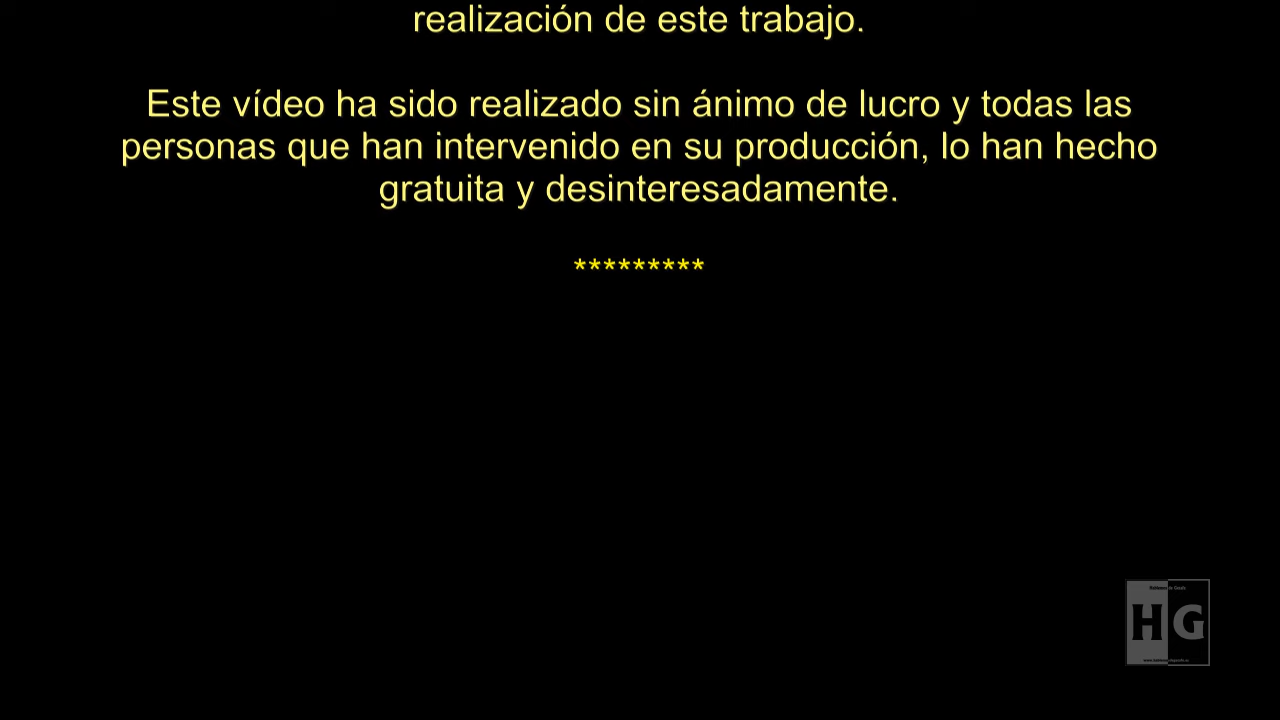 realización de este trabajo.
Este vídeo ha sido realizado sin ánimo de lucro y todas las
personas que han intervenido en su producción, lo han hecho
gratuita y desinteresadamente.
*********
HG